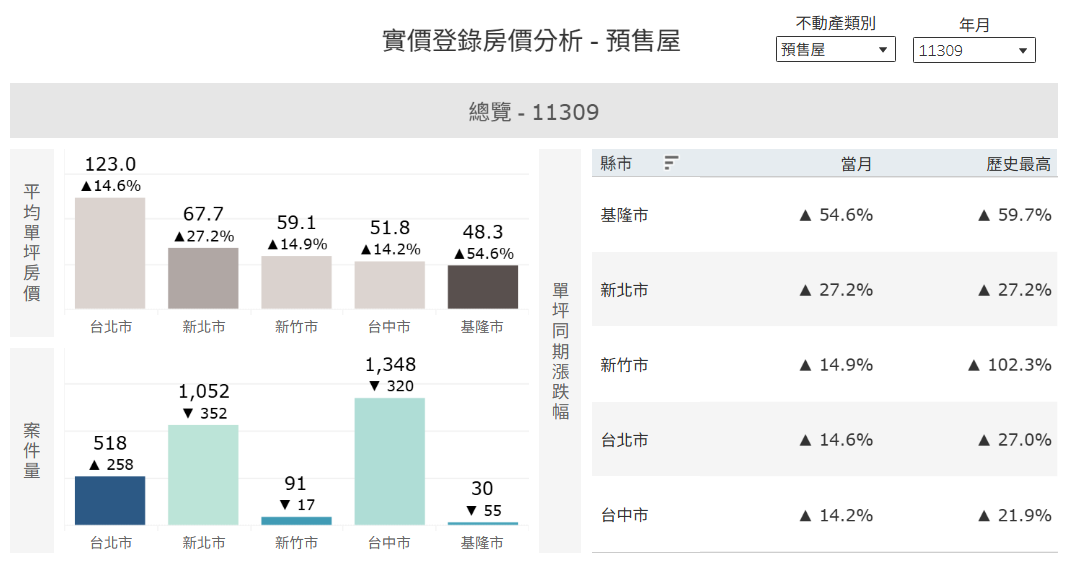 實價登錄房價分析 - 預售屋
不動產類別
預售屋
年月
11309
總覽 - 11309
平均單坪房價
123.0
▲14.6%
67.7
▲27.2%
59.1
▲14.9%
51.8
▲14.2%
48.3
▲54.6%
台北市 新北市 新竹市 台中市 基隆市
案件量
518
▲ 258
1,052
▼ 352
91
▼ 17
1,348
▼ 320
30
▼ 55
台北市 新北市 新竹市 台中市 基隆市
單坪同期漲跌幅
縣市 當月 歷史最高
基隆市 ▲ 54.6% ▲ 59.7%
新北市 ▲ 27.2% ▲ 27.2%
新竹市 ▲ 14.9% ▲ 102.3%
台北市 ▲ 14.6% ▲ 27.0%
台中市 ▲ 14.2% ▲ 21.9%